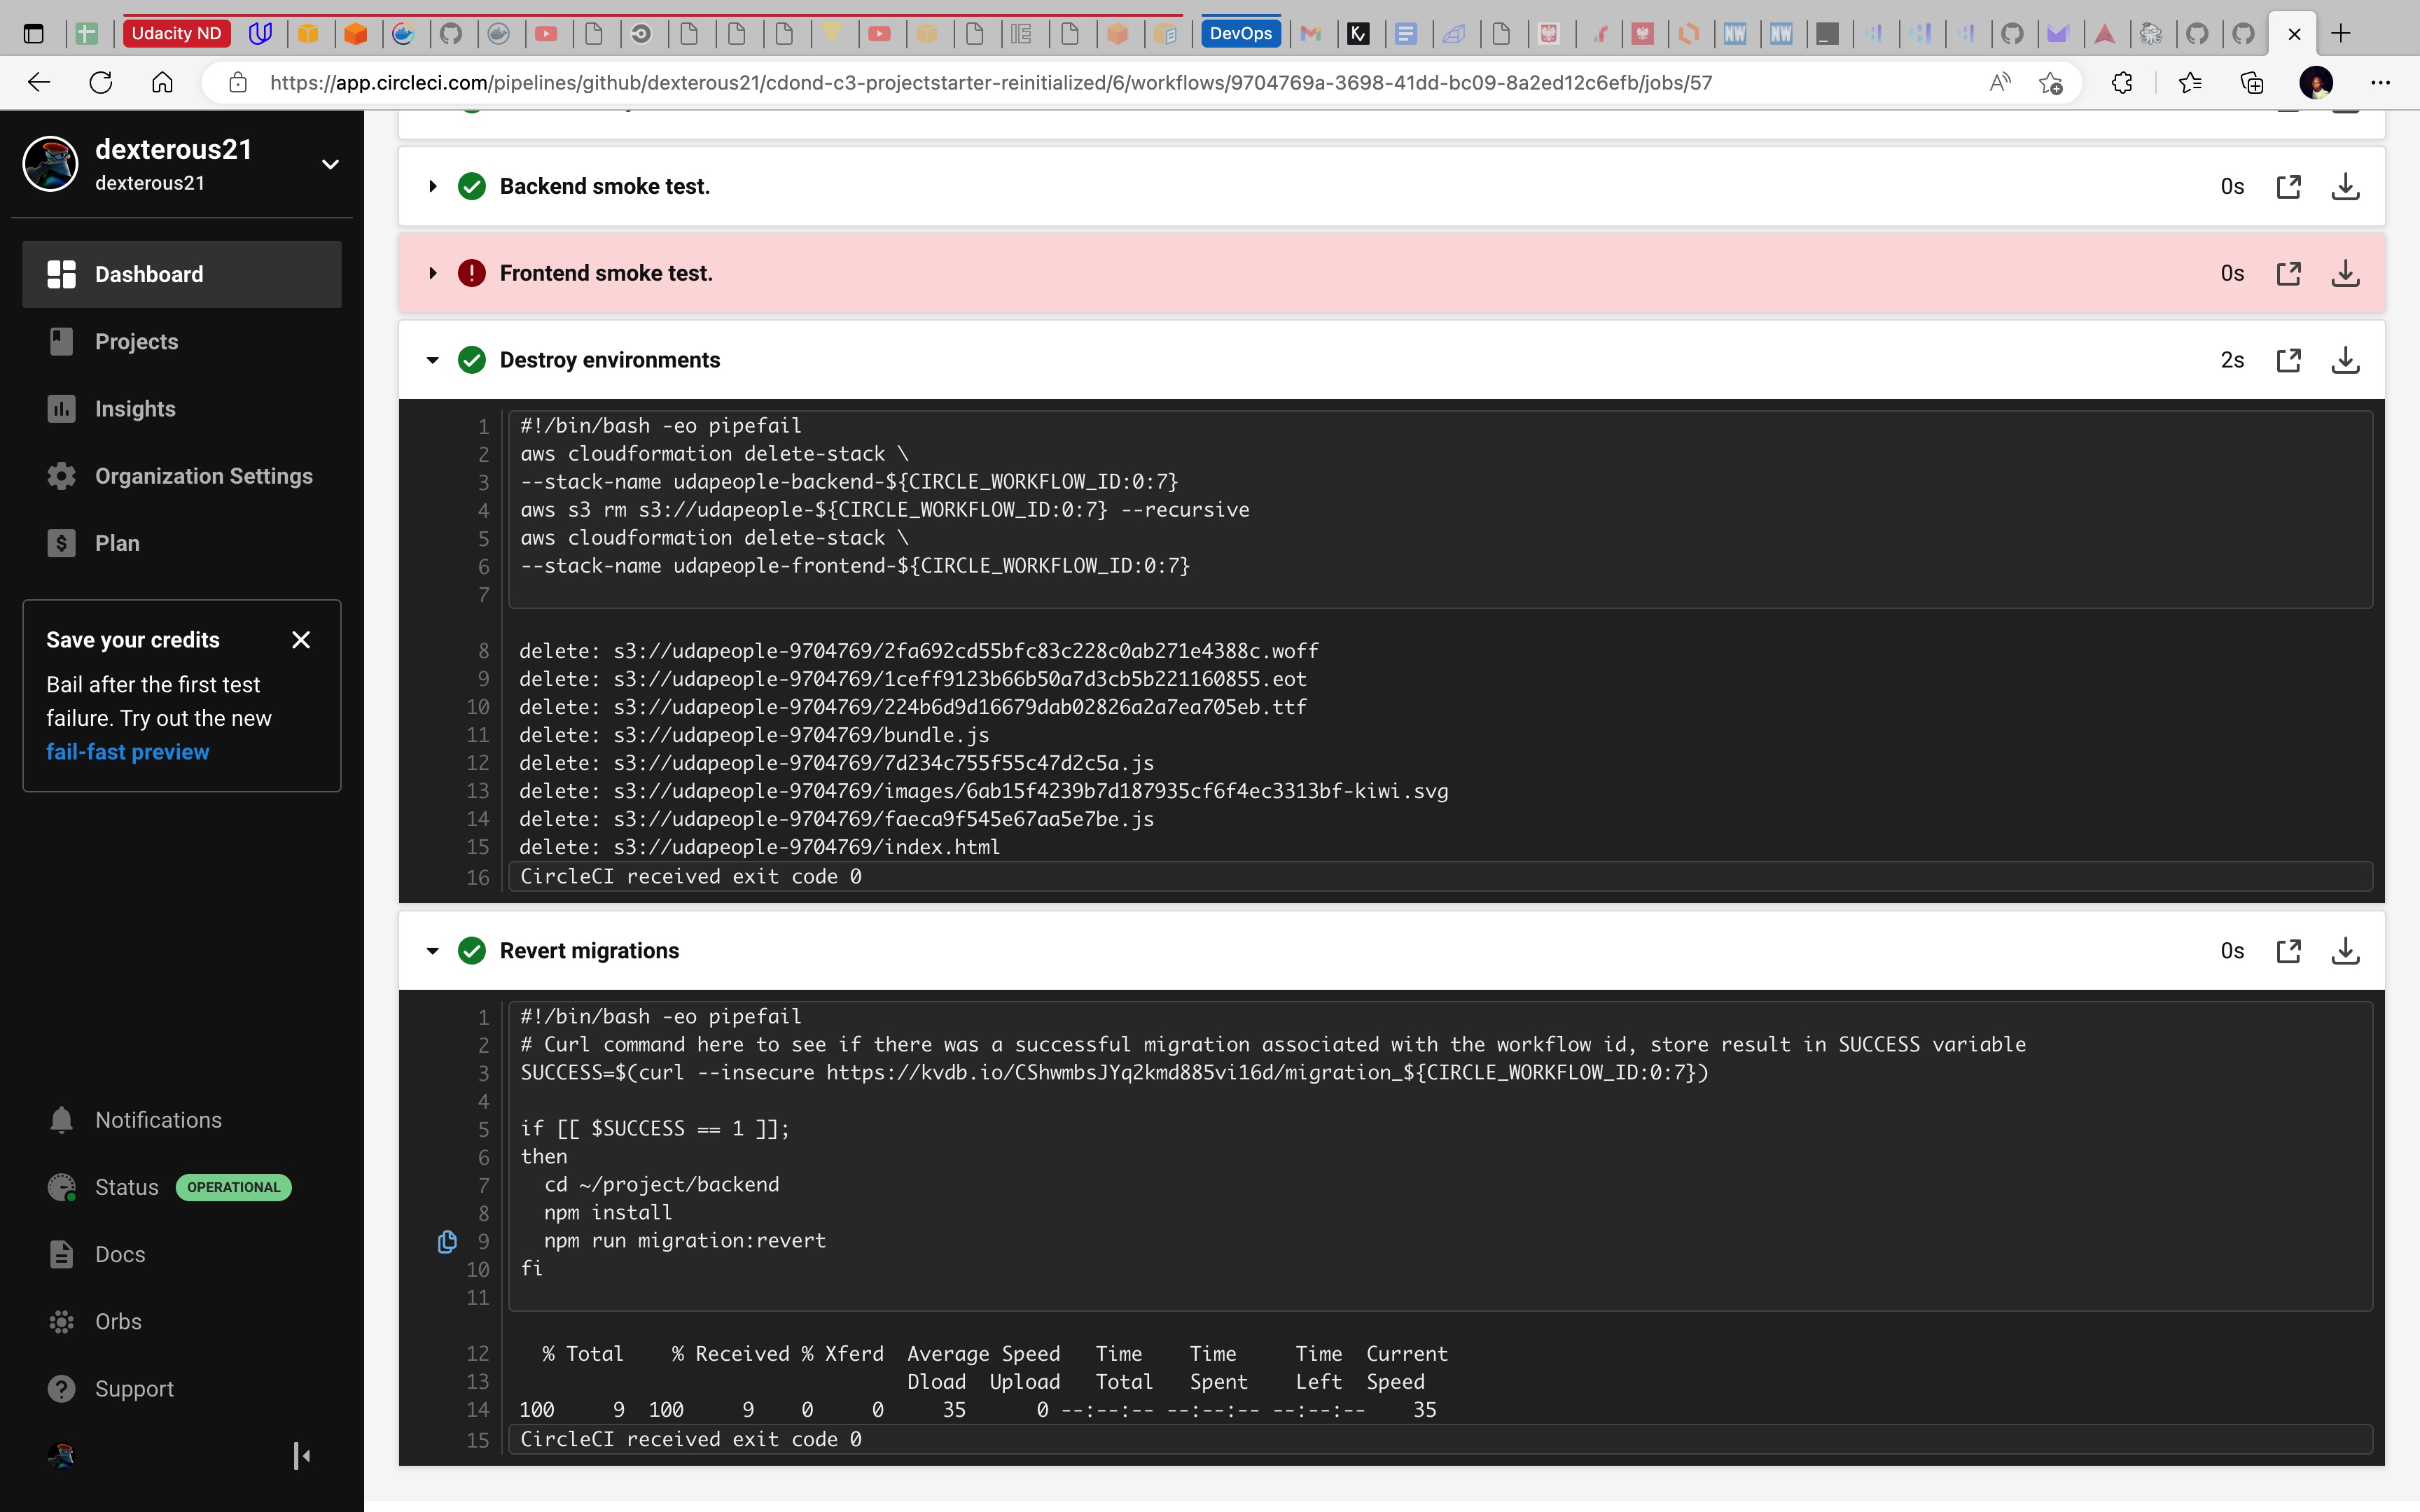 Udacity ND
DevOps
https://app.circleci.com/pipelines/github/dexterous21/cdond-c3-projectstarter-reinitialized/6/workflows/9704769a-3698-41dd-bc09-8a2ed12c6efb/jobs/57
dexterous21
dexterous21
Dashboard
Projects
Insights
Organization Settings
Plan
Save your credits
Bail after the first test
failure. Try out the new
fail-fast preview
Notifications
Status OPERATIONAL
Docs
Orbs
Support
Backend smoke test. 0s
Frontend smoke test. 0s
Destroy environments 2s
1 #!/bin/bash -eo pipefail
2 aws cloudformation delete-stack \
3 --stack-name udapeople-backend-${CIRCLE_WORKFLOW_ID:0:7}
4 aws s3 rm s3://udapeople-${CIRCLE_WORKFLOW_ID:0:7} --recursive
5 aws cloudformation delete-stack \
6 --stack-name udapeople-frontend-${CIRCLE_WORKFLOW_ID:0:7}
7
8 delete: s3://udapeople-9704769/2fa692cd55bfc83c228c0ab271e4388c.woff
9 delete: s3://udapeople-9704769/1ceff9123b66b50a7d3cb5b221160855.eot
10 delete: s3://udapeople-9704769/224b6d9d16679dab02826a2a7ea705eb.ttf
11 delete: s3://udapeople-9704769/bundle.js
12 delete: s3://udapeople-9704769/7d234c755f55c47d2c5a.js
13 delete: s3://udapeople-9704769/images/6ab15f4239b7d187935cf6f4ec3313bf-kiwi.svg
14 delete: s3://udapeople-9704769/faeca9f545e67aa5e7be.js
15 delete: s3://udapeople-9704769/index.html
16 CircleCI received exit code 0
Revert migrations 0s
1 #!/bin/bash -eo pipefail
2 # Curl command here to see if there was a successful migration associated with the workflow id, store result in SUCCESS variable
3 SUCCESS=$(curl --insecure https://kvdb.io/CShwmbsJYq2kmd885vi16d/migration_${CIRCLE_WORKFLOW_ID:0:7})
4
5 if [[ $SUCCESS == 1 ]];
6 then
7 cd ~/project/backend
8 npm install
9 npm run migration:revert
10 fi
11
12 % Total % Received % Xferd Average Speed Time Time Time Current
13 Dload Upload Total Spent Left Speed
14 100 9 100 9 0 0 35 0 --:--:-- --:--:-- --:--:-- 35
15 CircleCI received exit code 0